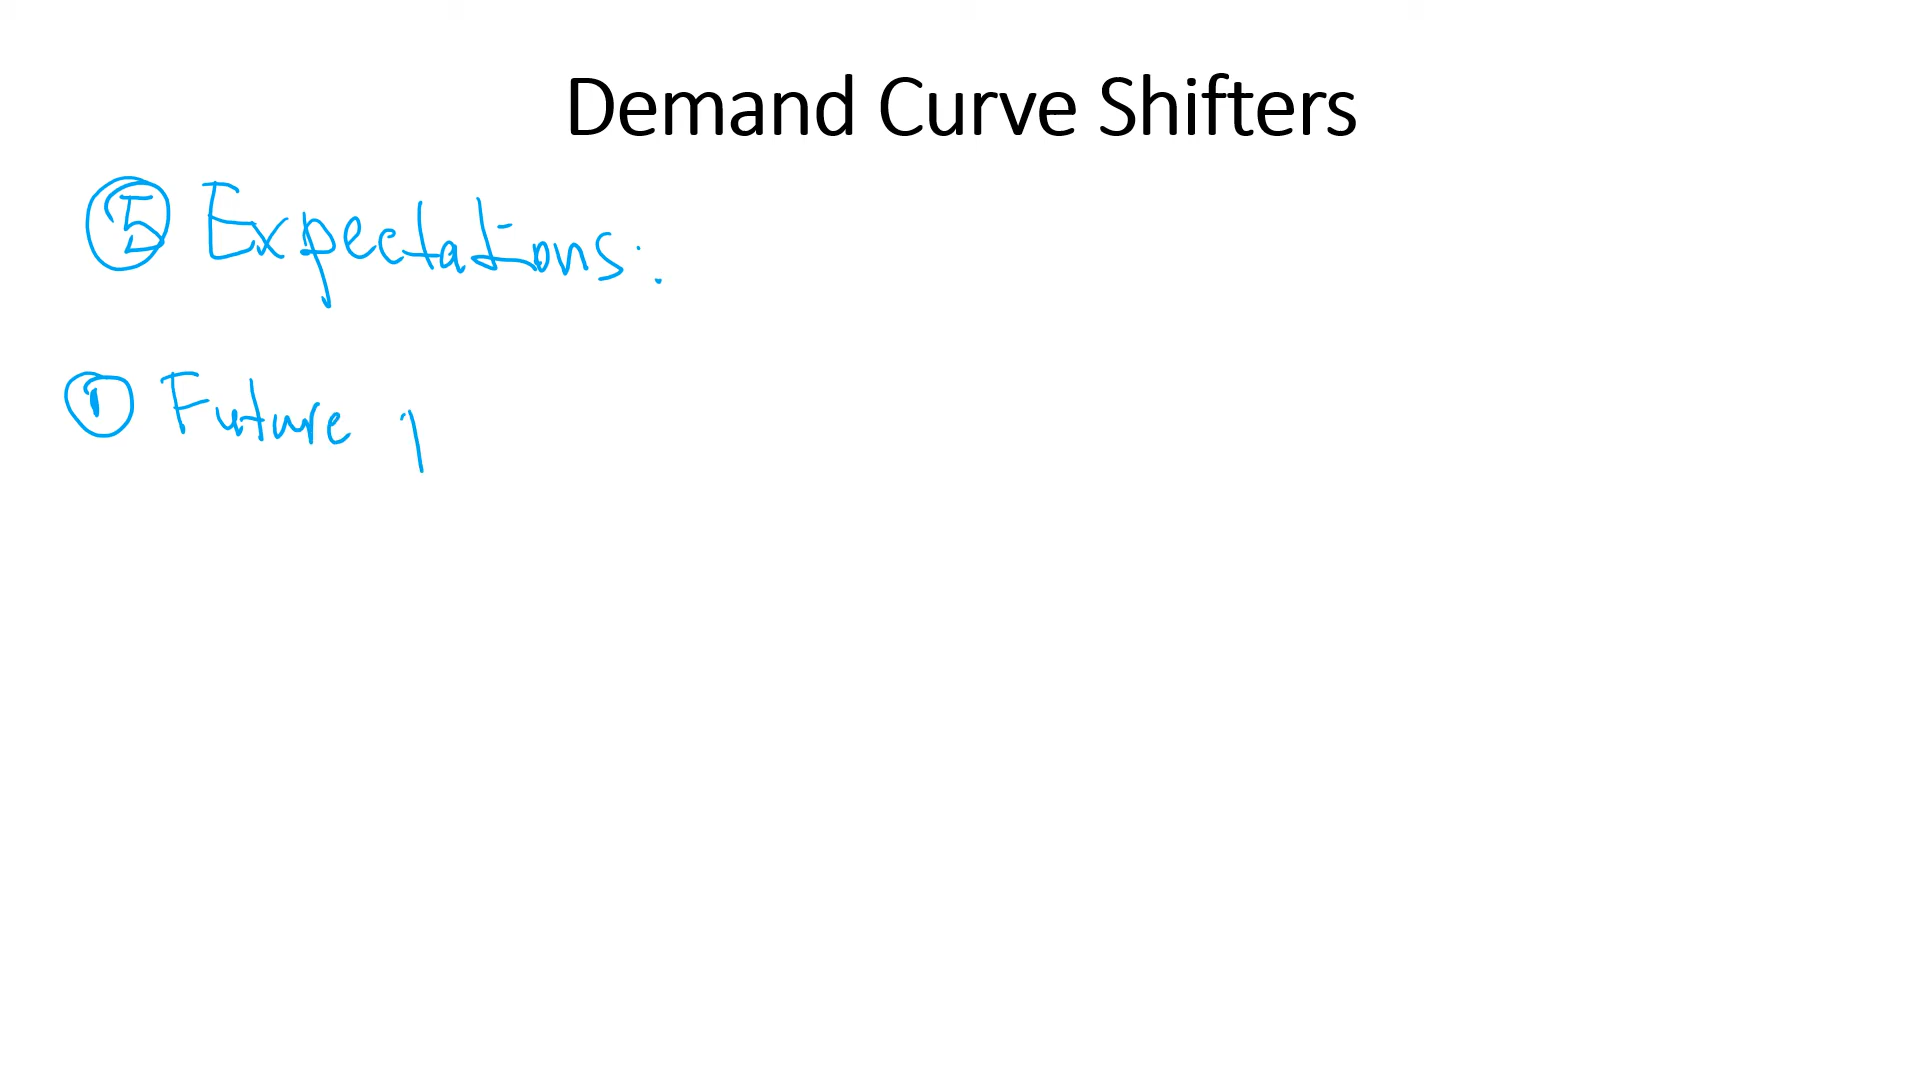 Demand Curve Shifters
⑤ Expectations:
① Future